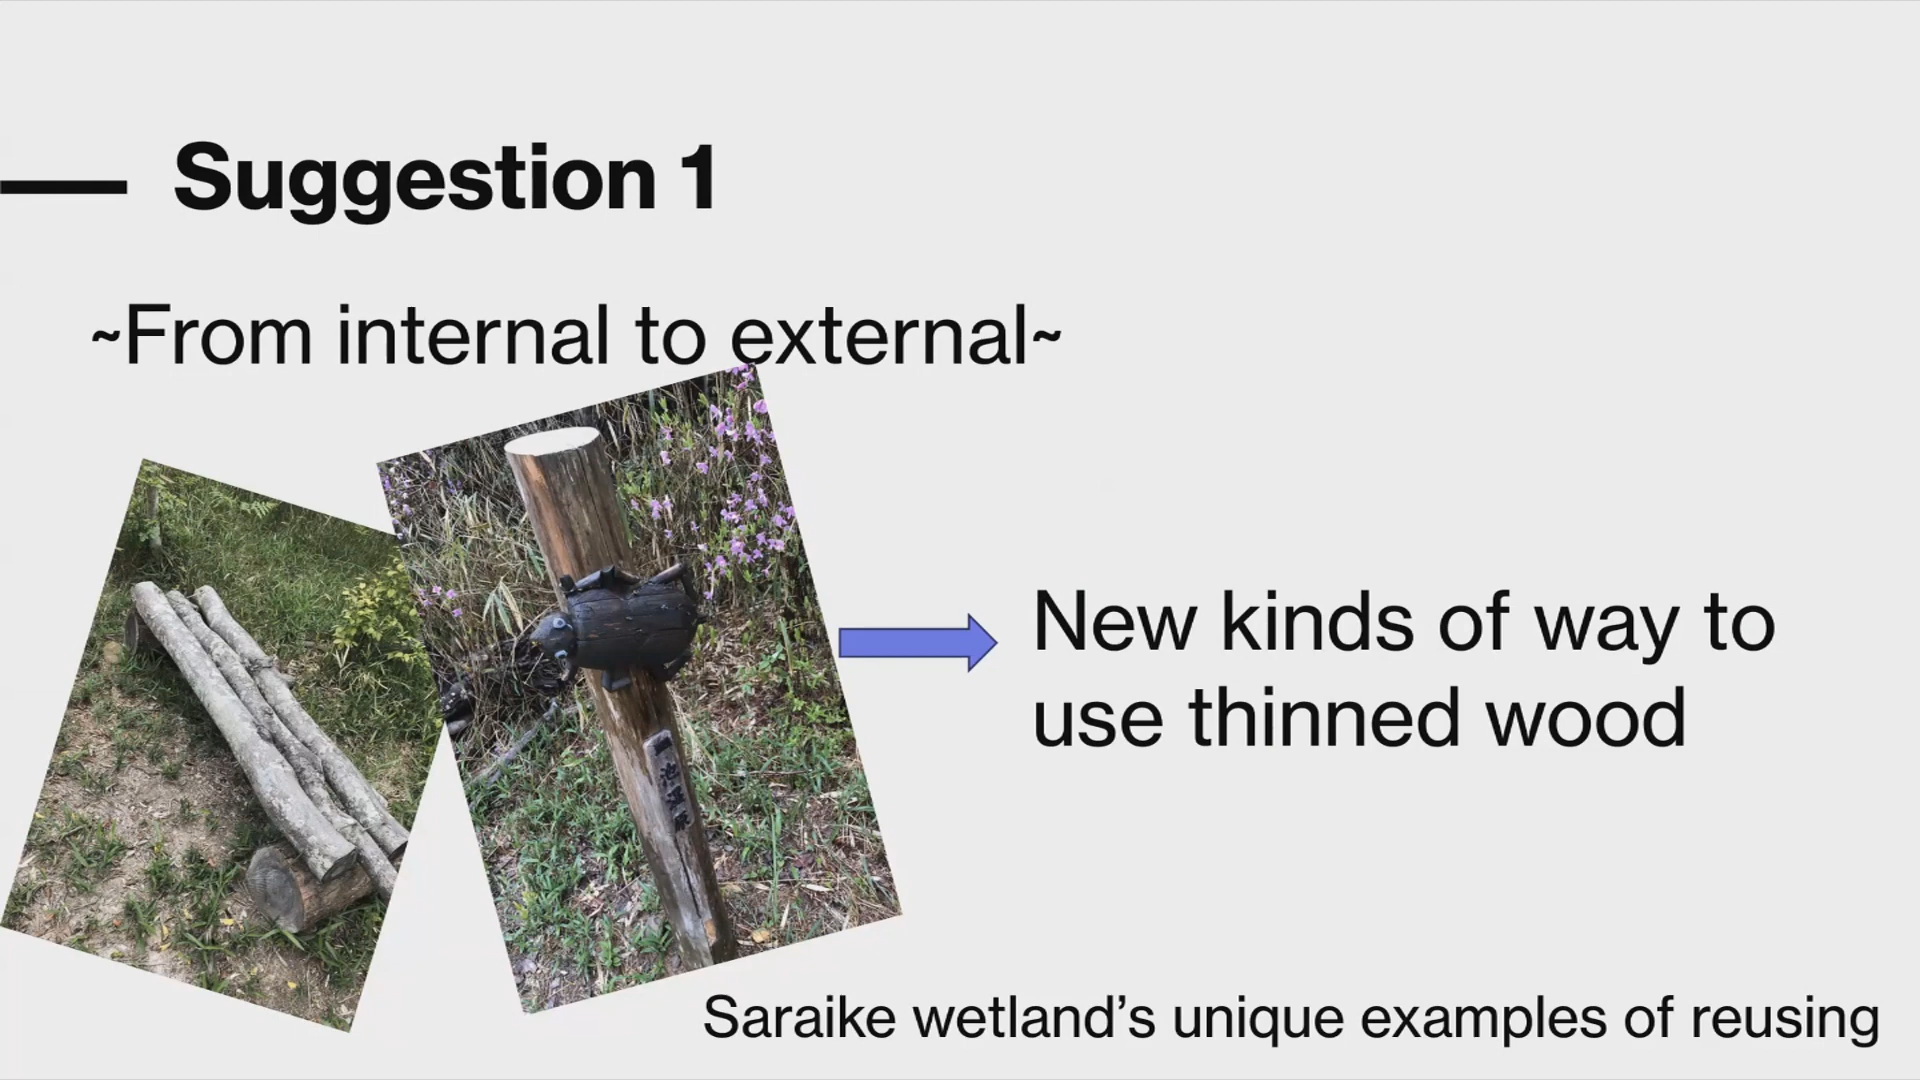 Suggestion 1
~From internal to external~
New kinds of way to
use thinned wood
Saraike wetland’s unique examples of reusing